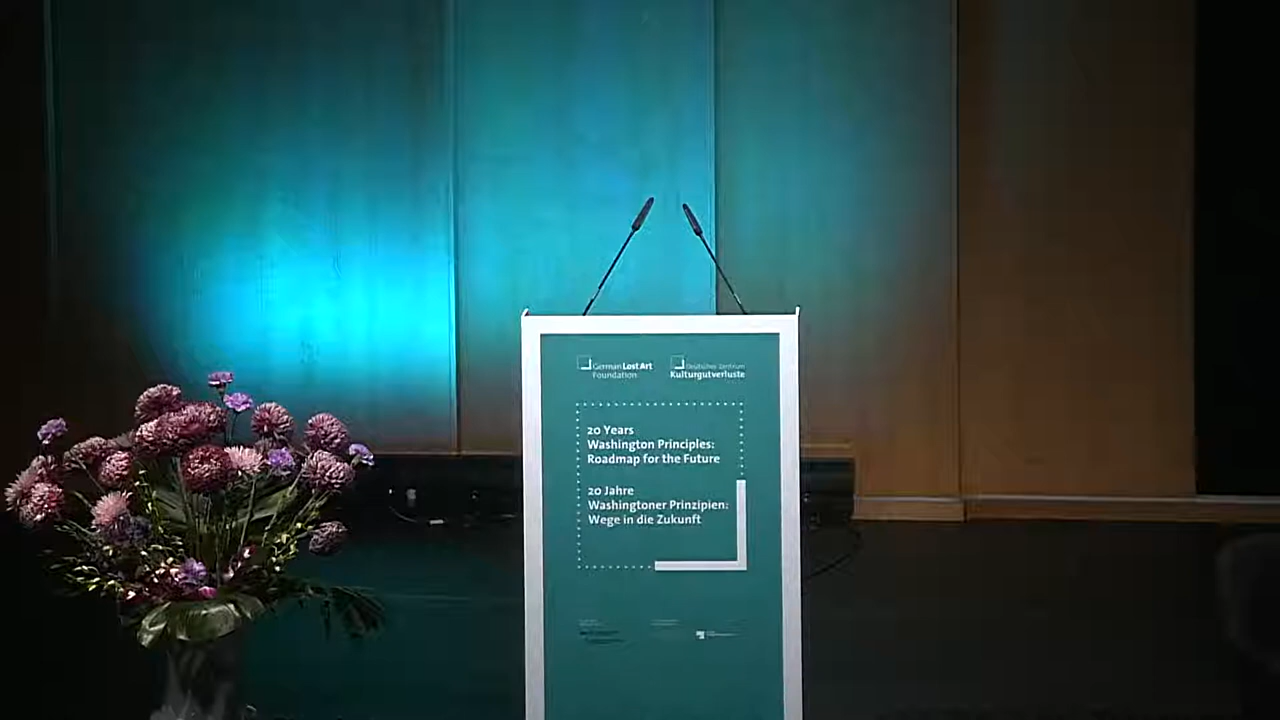 German Lost Art
Foundation
Deutsches Zentrum
Kulturgutverluste
20 Years
Washington Principles:
Roadmap for the Future
20 Jahre
Washingtoner Prinzipien:
Wege in die Zukunft